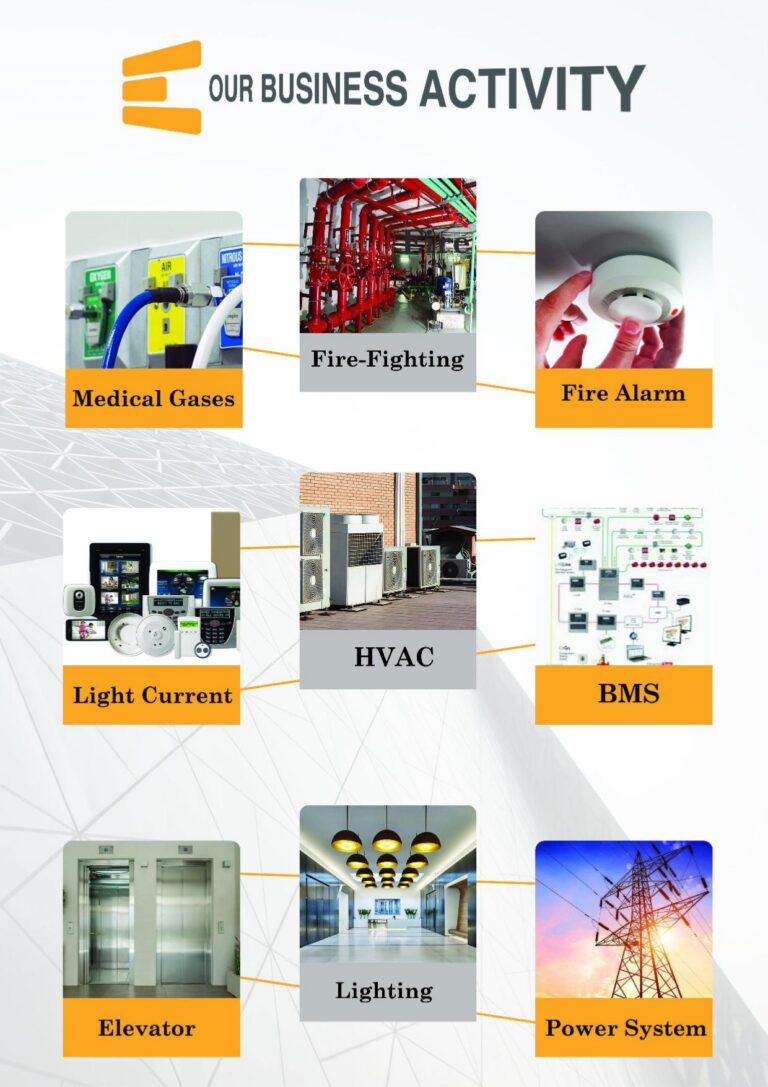 OUR BUSINESS ACTIVITY
OXYGEN
AIR
NITROUS
Fire
Medical Gases
Fire-Fighting
Fire Alarm
Light Current
HVAC
BMS
Elevator
Lighting
Power System